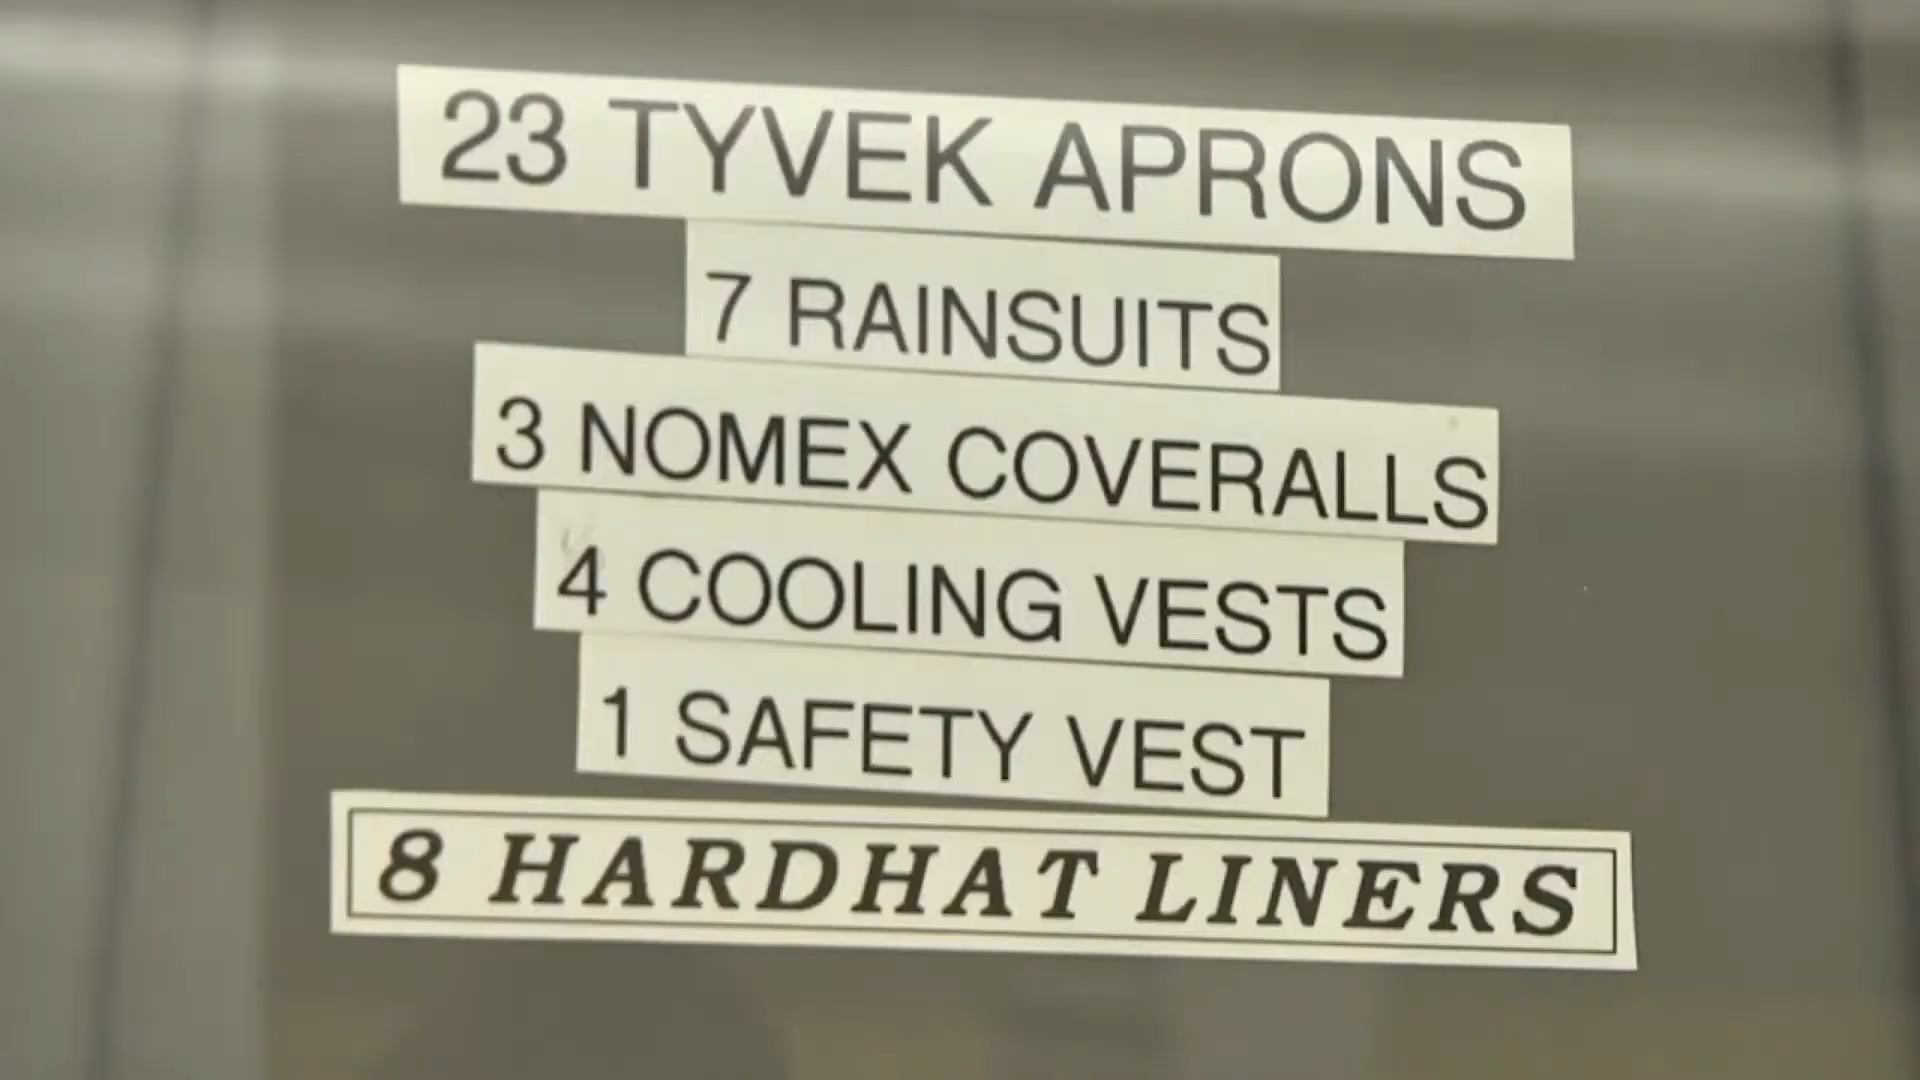 23 TYVEK APRONS
7 RAINSUITS
3 NOMEX COVERALLS
4 COOLING VESTS
1 SAFETY VEST
8 HARDHAT LINERS